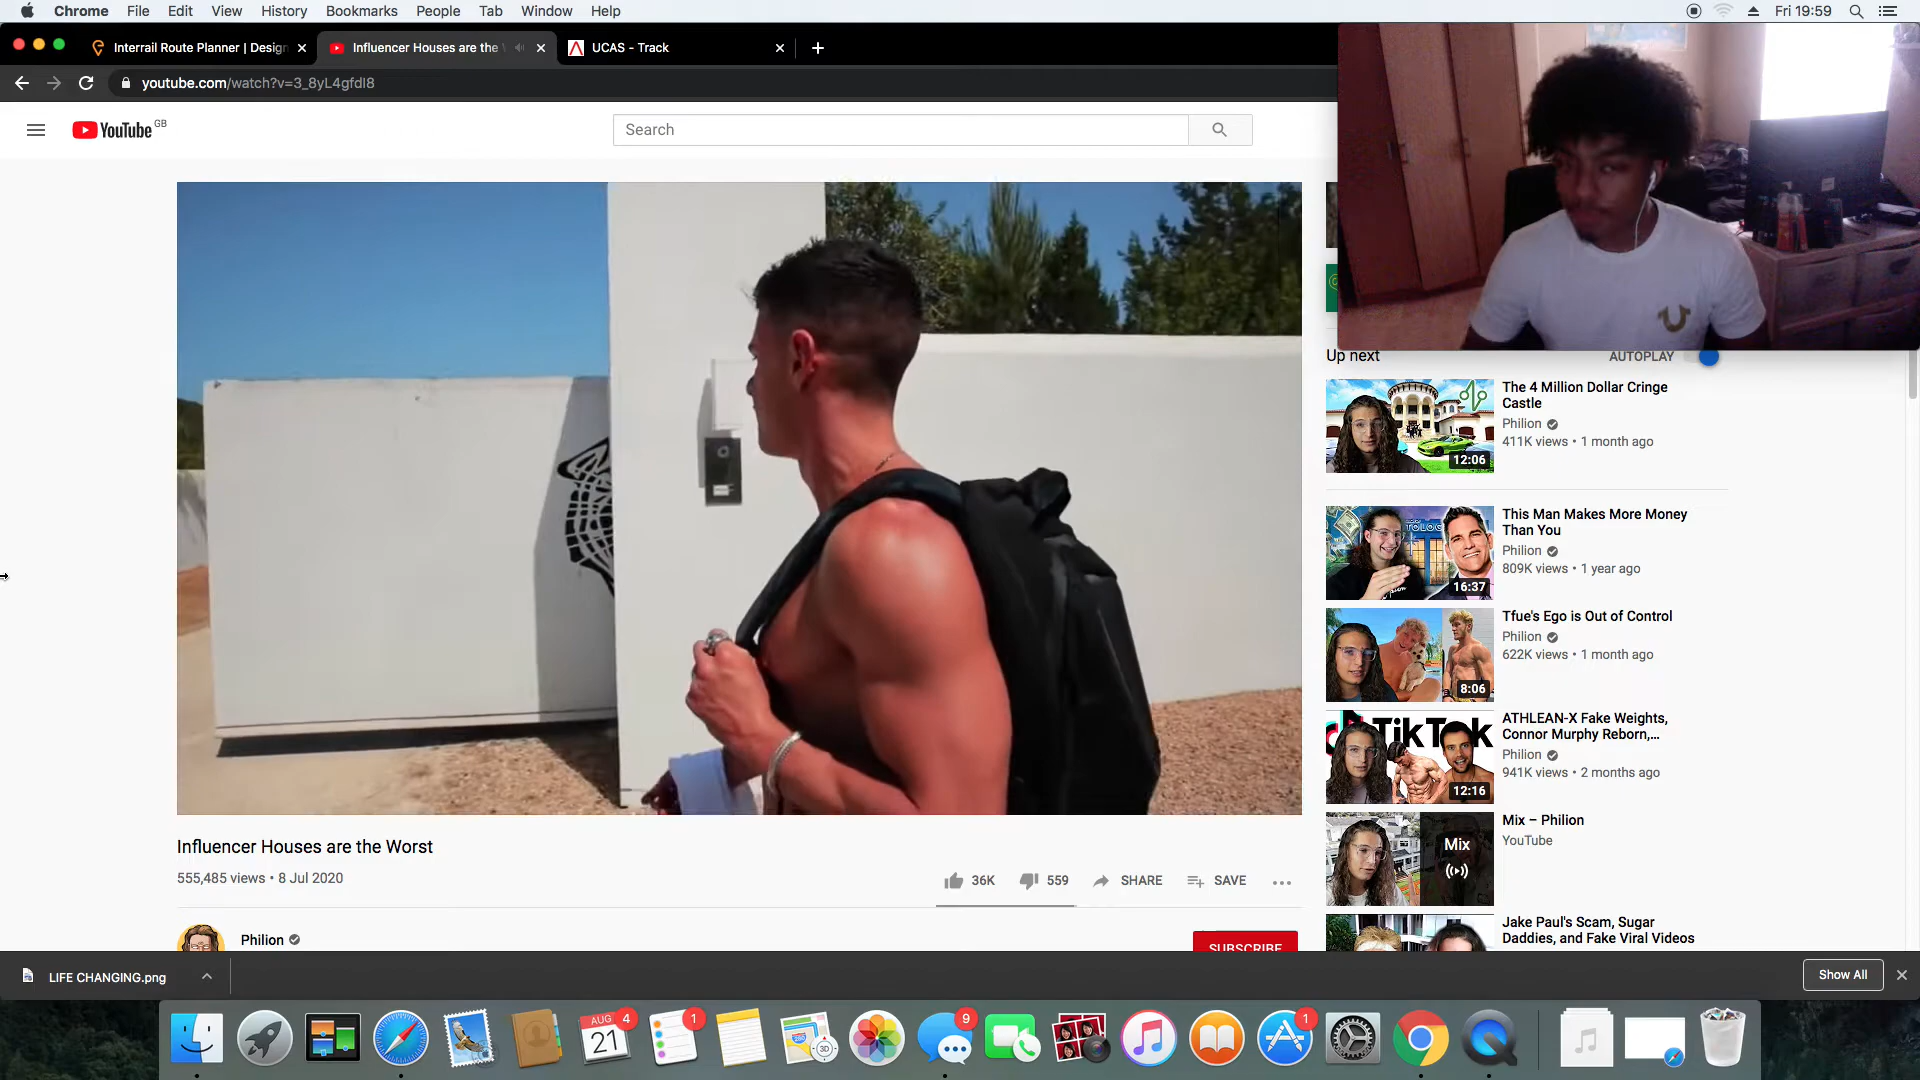 Chrome File Edit View History Bookmarks People Tab Window Help Fri 19:59
Interrail Route Planner | Design Influencer Houses are the UCAS - Track
youtube.com/watch?v=3_8yL4gfdI8
YouTube GB Search
Up next AUTOPLAY
The 4 Million Dollar Cringe
Castle
Philion
411K views • 1 month ago
12:06
This Man Makes More Money
Than You
Philion
809K views • 1 year ago
16:37
Tfue's Ego is Out of Control
Philion
622K views • 1 month ago
8:06
TikTok
ATHLEAN-X Fake Weights,
Connor Murphy Reborn,...
Philion
941K views • 2 months ago
12:16
Mix – Philion
YouTube
Mix
Jake Paul's Scam, Sugar
Daddies, and Fake Viral Videos
Influencer Houses are the Worst
555,485 views • 8 Jul 2020
36K 559 SHARE SAVE
Philion
SUBSCRIBE
LIFE CHANGING.png
Show All
AUG 4
21
1
3D
9
1